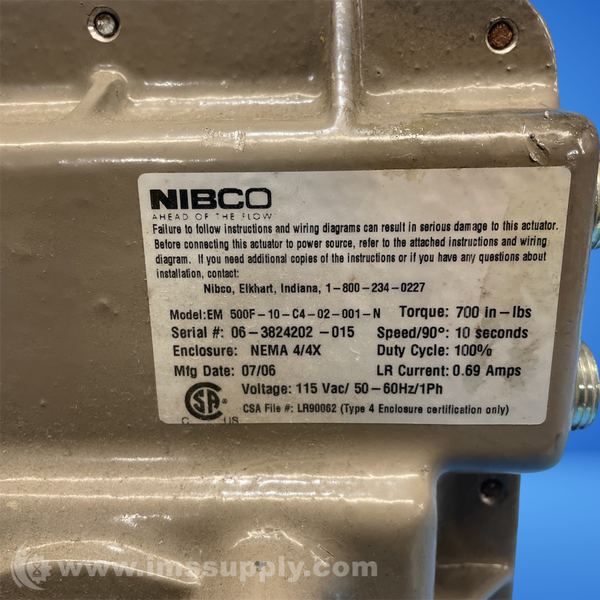 NIBCO
AHEAD OF THE FLOW
Failure to follow instructions and wiring diagrams can result in serious damage to this actuator.
Before connecting this actuator to power source, refer to the attached instructions and wiring
diagram. If you need additional copies of the instructions or if you have any questions about
installation, contact:
Nibco, Elkhart, Indiana, 1-800-234-0227
Model:EM 500F-10-C4-02-001-N Torque: 700 in-lbs
Serial #: 06-3824202-015 Speed/90°: 10 seconds
Enclosure: NEMA 4/4X Duty Cycle: 100%
Mfg Date: 07/06 LR Current: 0.69 Amps
Voltage: 115 Vac/ 50-60Hz/1Ph
CSA File #: LR90062 (Type 4 Enclosure certification only)
SA ®
C US
www.imssupply.com